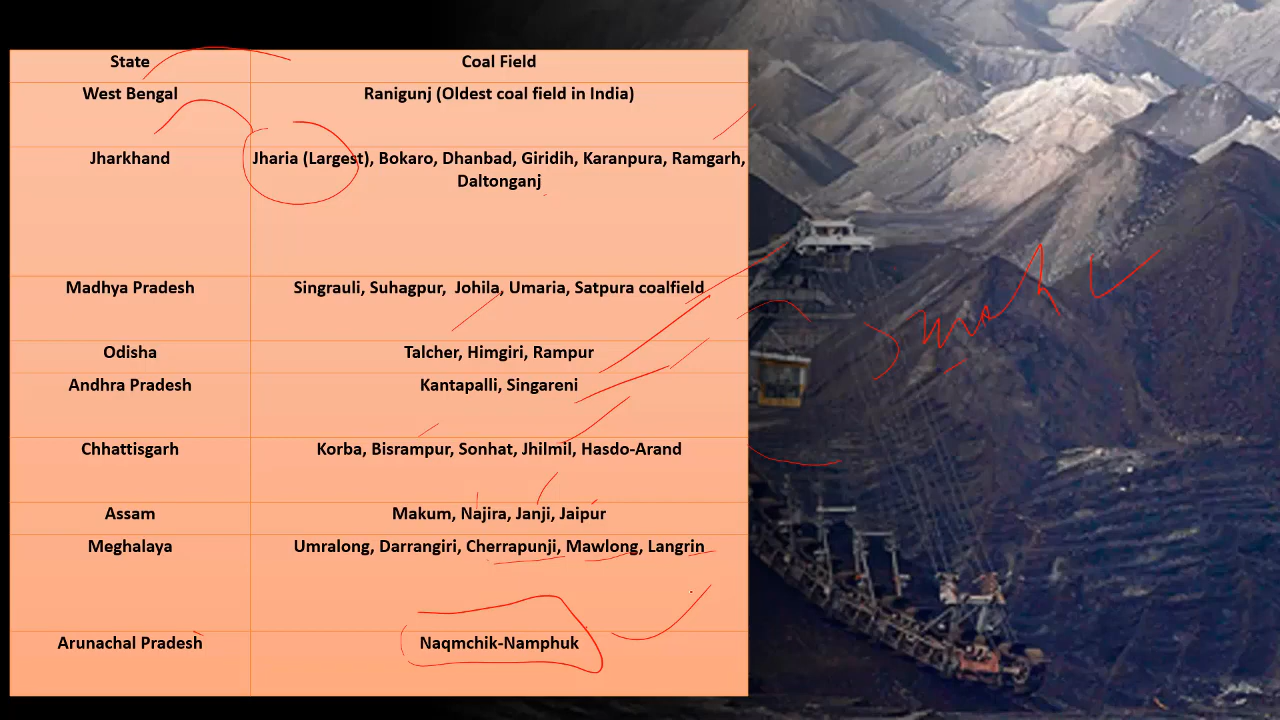 State Coal Field
West Bengal Ranigunj (Oldest coal field in India)
Jharkhand Jharia (Largest), Bokaro, Dhanbad, Giridih, Karanpura, Ramgarh,
Daltonganj
Madhya Pradesh Singrauli, Suhagpur, Johila, Umaria, Satpura coalfield
Odisha Talcher, Himgiri, Rampur
Andhra Pradesh Kantapalli, Singareni
Chhattisgarh Korba, Bisrampur, Sonhat, Jhilmil, Hasdo-Arand
Assam Makum, Najira, Janji, Jaipur
Meghalaya Umralong, Darrangiri, Cherrapunji, Mawlong, Langrin
Arunachal Pradesh Naqmchik-Namphuk